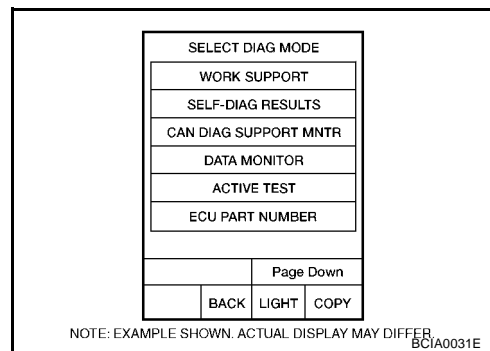 SELECT DIAG MODE
WORK SUPPORT
SELF-DIAG RESULTS
CAN DIAG SUPPORT MNTR
DATA MONITOR
ACTIVE TEST
ECU PART NUMBER
Page Down
BACK LIGHT COPY
NOTE: EXAMPLE SHOWN. ACTUAL DISPLAY MAY DIFFER.
BCIA0031E